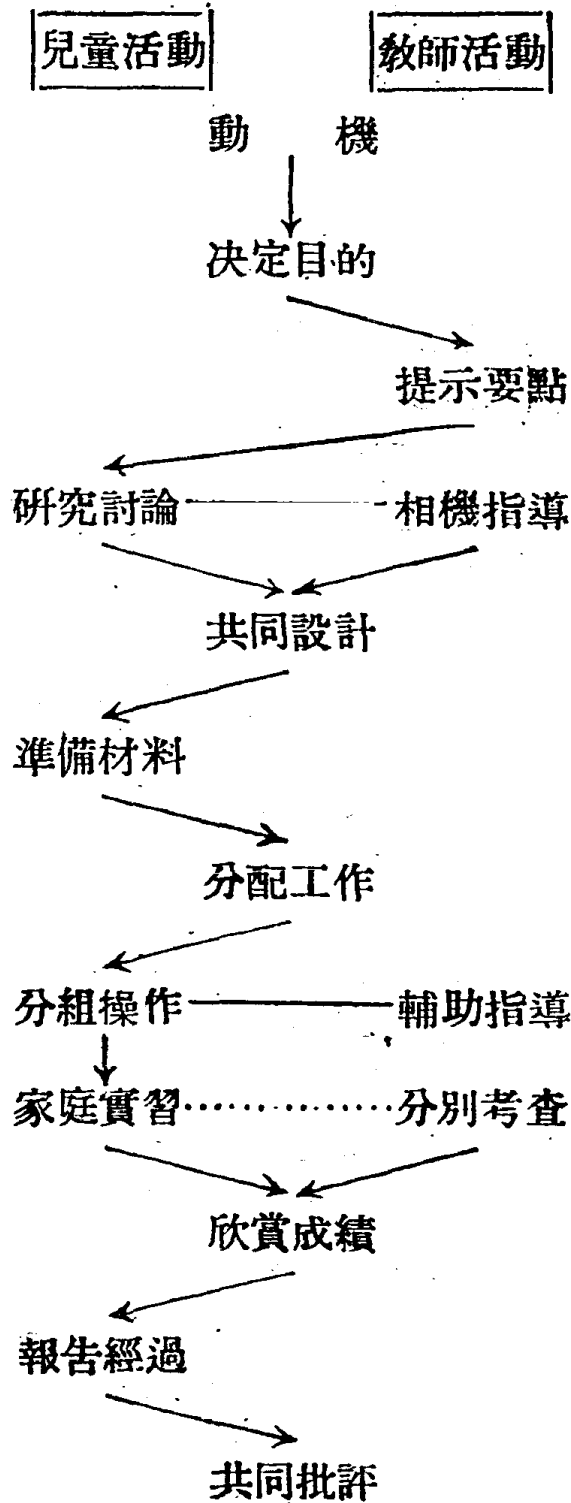 兒童活動 教師活動
動機
决定目的
提示要點
硏究討論 相機指導
共同設計
準備材料
分配工作
分組操作 輔助指導
家庭實習 分別考查
欣賞成績
報告經過
共同批評